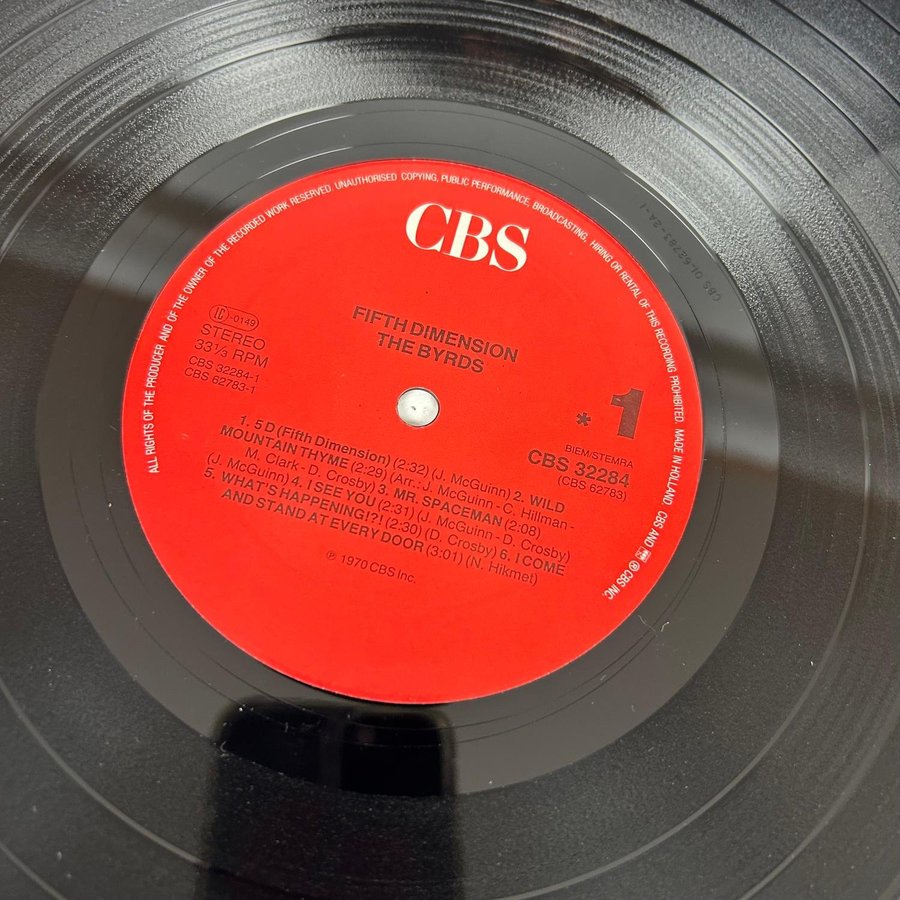 ALL RIGHTS OF THE PRODUCER AND OF THE OWNER OF THE RECORDED WORK RESERVED. UNAUTHORISED COPYING, PUBLIC PERFORMANCE, BROADCASTING, HIRING OR RENTAL OF THIS RECORDING PROHIBITED. MADE IN HOLLAND. CBS AND ® CBS INC.
CBS
FIFTH DIMENSION
THE BYRDS
LC-0149
STEREO
33 1/3 RPM
CBS 32284-1
CBS 62783-1
* 1
BIEM/STEMRA
CBS 32284
(CBS 62783)
1. 5 D (Fifth Dimension) (2:32) (J. McGuinn) 2. WILD
MOUNTAIN THYME (2:29) (Arr.: J. McGuinn - C. Hillman -
M. Clark - D. Crosby) 3. MR. SPACEMAN (2:08)
(J. McGuinn) 4. I SEE YOU (2:31) (J. McGuinn - D. Crosby)
5. WHAT'S HAPPENING!?! (2:30) (D. Crosby) 6. I COME
AND STAND AT EVERY DOOR (3:01) (N. Hikmet)
℗ 1970 CBS Inc.